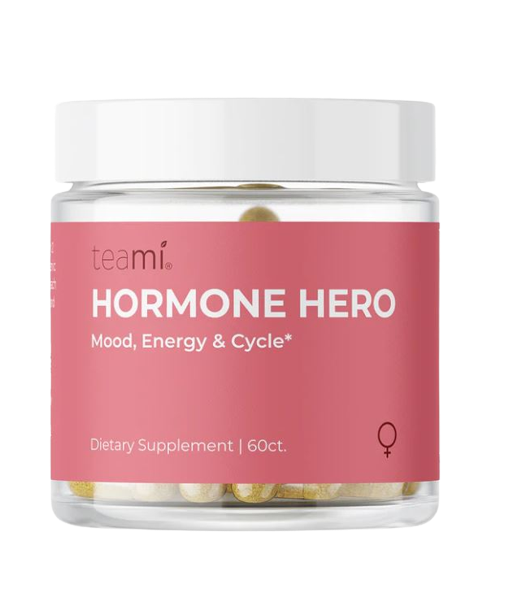 teami®
HORMONE HERO
Mood, Energy & Cycle*
Dietary Supplement | 60ct.